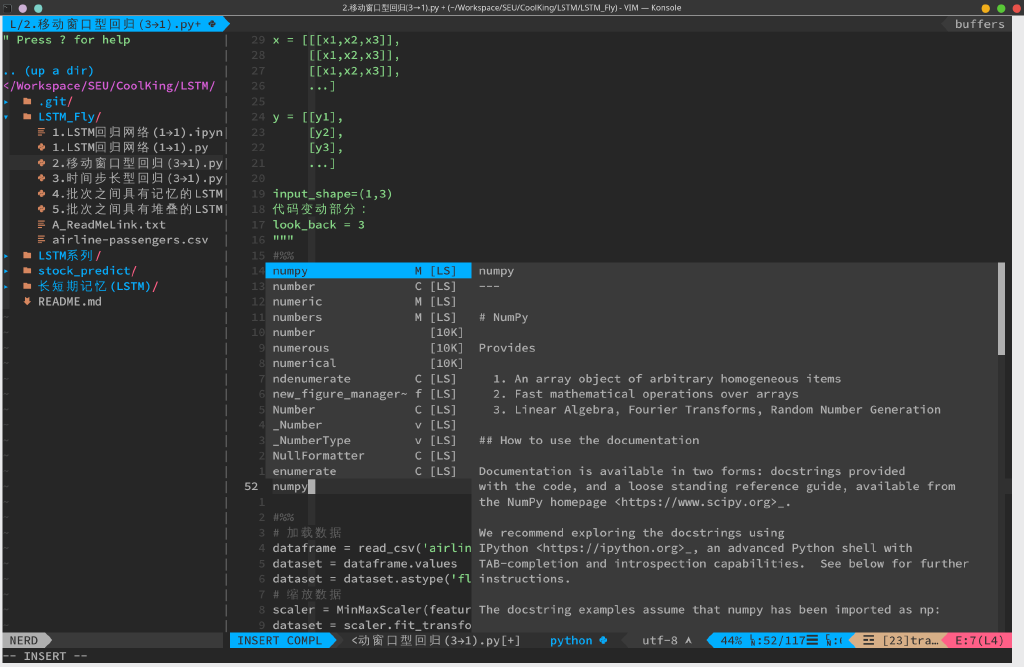 2.移动窗口型回归(3→1).py + (~/Workspace/SEU/CoolKing/LSTM/LSTM_Fly) - VIM — Konsole
L/2.移动窗口型回归(3→1).py+
buffers
" Press ? for help
.. (up a dir)
</Workspace/SEU/CoolKing/LSTM/
▸ .git/
▾ LSTM_Fly/
1.LSTM回归网络(1→1).ipyn
1.LSTM回归网络(1→1).py
2.移动窗口型回归(3→1).py
3.时间步长型回归(3→1).py
4.批次之间具有记忆的LSTM
5.批次之间具有堆叠的LSTM
A_ReadMeLink.txt
airline-passengers.csv
▸ LSTM系列/
▸ stock_predict/
▸ 长短期记忆(LSTM)/
README.md
29 x = [[[x1,x2,x3]],
28 [[x1,x2,x3]],
27 [[x1,x2,x3]],
26 ...]
25
24 y = [[y1],
23 [y2],
22 [y3],
21 ...]
20
19 input_shape=(1,3)
18 代码变动部分：
17 look_back = 3
16 """
15 #%%
14 numpy M [LS]
13 number C [LS]
12 numeric M [LS]
11 numbers M [LS]
10 number [10K]
9 numerous [10K]
8 numerical [10K]
7 ndenumerate C [LS]
6 new_figure_manager~ f [LS]
5 Number C [LS]
4 _Number v [LS]
3 _NumberType v [LS]
2 NullFormatter C [LS]
1 enumerate C [LS]
52 numpy
1
2 #%%
3 # 加载数据
4 dataframe = read_csv('airlin
5 dataset = dataframe.values
6 dataset = dataset.astype('fl
7 # 缩放数据
8 scaler = MinMaxScaler(featur
9 dataset = scaler.fit_transfo
numpy
---
# NumPy
Provides
1. An array object of arbitrary homogeneous items
2. Fast mathematical operations over arrays
3. Linear Algebra, Fourier Transforms, Random Number Generation
## How to use the documentation
Documentation is available in two forms: docstrings provided
with the code, and a loose standing reference guide, available from
the NumPy homepage <https://www.scipy.org>_.
We recommend exploring the docstrings using
IPython <https://ipython.org>_, an advanced Python shell with
TAB-completion and introspection capabilities.  See below for further
instructions.
The docstring examples assume that numpy has been imported as np:
NERD
INSERT COMPL
<动窗口型回归(3→1).py[+]
python
utf-8
44% ㏑:52/117☰ ㏑:6
☲ [23]tra…
E:7(L4)
-- INSERT --